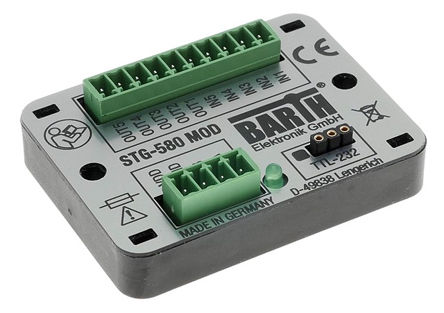 OUT5 OUT4 OUT3 OUT2 OUT1 IN5 IN4 IN3 IN2 IN1
CE
STG-580 MOD
BARTH®
Elektronik GmbH
TTL-232
D-49838 Lengerich
MADE IN GERMANY